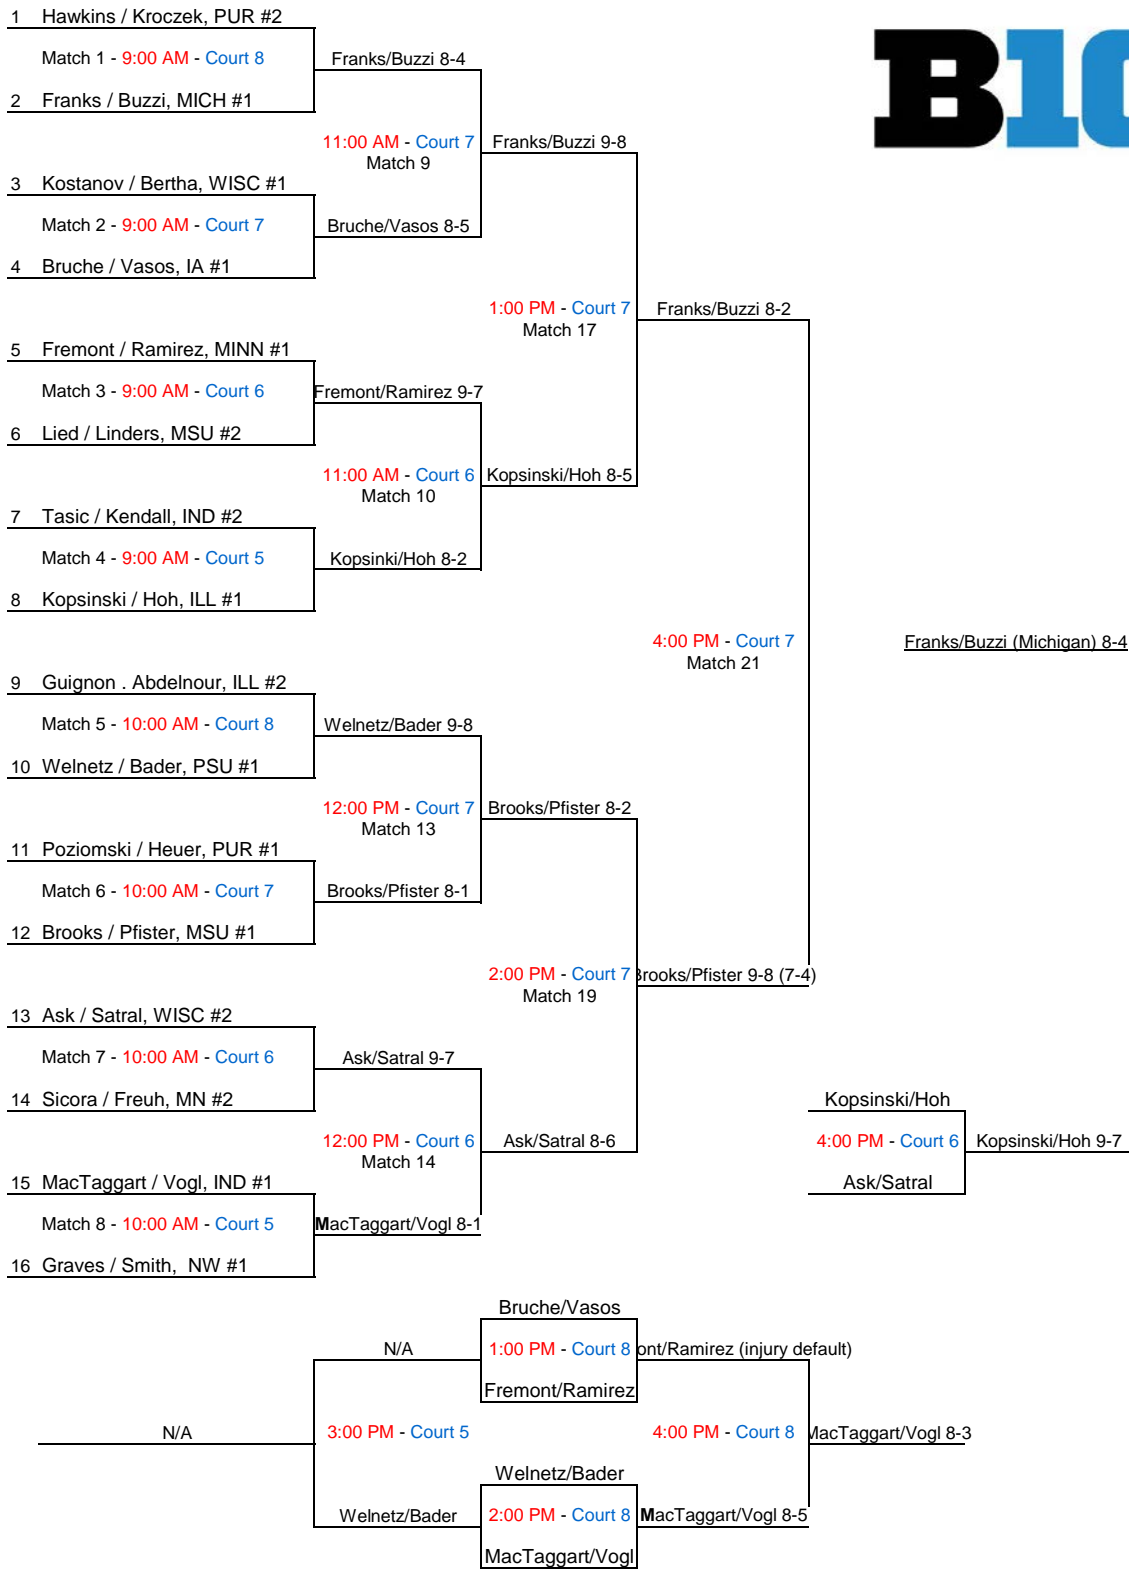 1 Hawkins / Kroczek, PUR #2
Match 1 - 9:00 AM - Court 8
Franks/Buzzi 8-4
B10
2 Franks / Buzzi, MICH #1
11:00 AM - Court 7
Franks/Buzzi 9-8
Match 9
3 Kostanov / Bertha, WISC #1
Match 2 - 9:00 AM - Court 7
Bruche/Vasos 8-5
4 Bruche / Vasos, IA #1
1:00 PM - Court 7
Franks/Buzzi 8-2
Match 17
5 Fremont / Ramirez, MINN #1
Match 3 - 9:00 AM - Court 6
Fremont/Ramirez 9-7
6 Lied / Linders, MSU #2
11:00 AM - Court 6
Kopsinski/Hoh 8-5
Match 10
7 Tasic / Kendall, IND #2
Match 4 - 9:00 AM - Court 5
Kopsinki/Hoh 8-2
8 Kopsinski / Hoh, ILL #1
4:00 PM - Court 7
Franks/Buzzi (Michigan) 8-4
Match 21
9 Guignon . Abdelnour, ILL #2
Match 5 - 10:00 AM - Court 8
Welnetz/Bader 9-8
10 Welnetz / Bader, PSU #1
12:00 PM - Court 7
Brooks/Pfister 8-2
Match 13
11 Poziomski / Heuer, PUR #1
Match 6 - 10:00 AM - Court 7
Brooks/Pfister 8-1
12 Brooks / Pfister, MSU #1
2:00 PM - Court 7
Brooks/Pfister 9-8 (7-4)
Match 19
13 Ask / Satral, WISC #2
Match 7 - 10:00 AM - Court 6
Ask/Satral 9-7
14 Sicora / Freuh, MN #2
Kopsinski/Hoh
12:00 PM - Court 6
Ask/Satral 8-6
4:00 PM - Court 6
Kopsinski/Hoh 9-7
Match 14
15 MacTaggart / Vogl, IND #1
Ask/Satral
Match 8 - 10:00 AM - Court 5
MacTaggart/Vogl 8-1
16 Graves / Smith, NW #1
Bruche/Vasos
N/A
1:00 PM - Court 8
ont/Ramirez (injury default)
Fremont/Ramirez
N/A
3:00 PM - Court 5
4:00 PM - Court 8
MacTaggart/Vogl 8-3
Welnetz/Bader
Welnetz/Bader
2:00 PM - Court 8
MacTaggart/Vogl 8-5
MacTaggart/Vogl